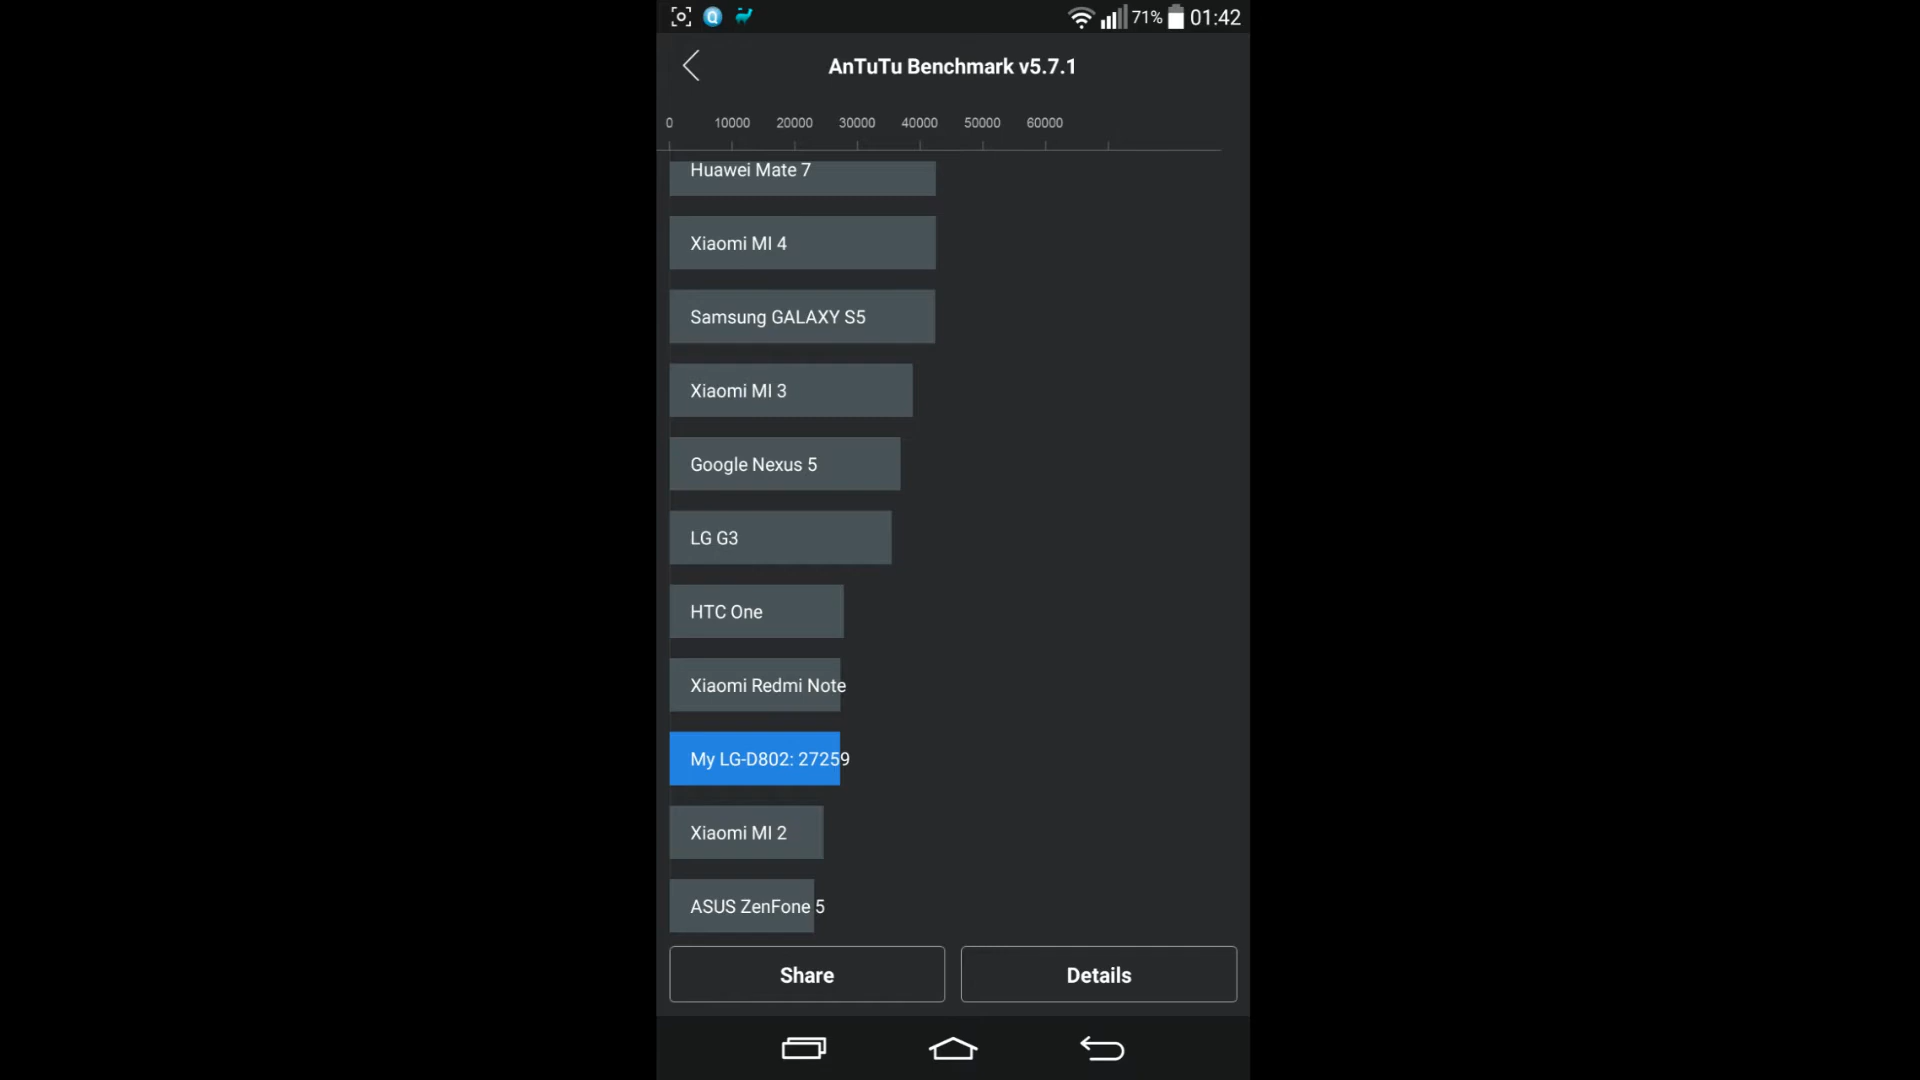 71% 01:42
AnTuTu Benchmark v5.7.1
0 10000 20000 30000 40000 50000 60000
Huawei Mate 7
Xiaomi MI 4
Samsung GALAXY S5
Xiaomi MI 3
Google Nexus 5
LG G3
HTC One
Xiaomi Redmi Note
My LG-D802: 27259
Xiaomi MI 2
ASUS ZenFone 5
Share Details